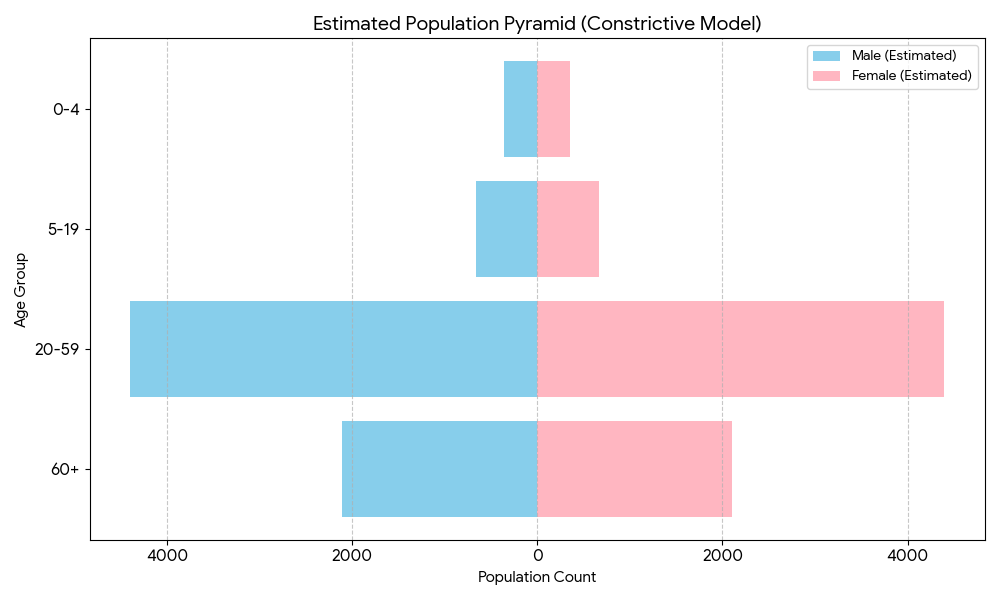 Estimated Population Pyramid (Constrictive Model)
Male (Estimated)
Female (Estimated)
Age Group
0-4
5-19
20-59
60+
4000 2000 0 2000 4000
Population Count